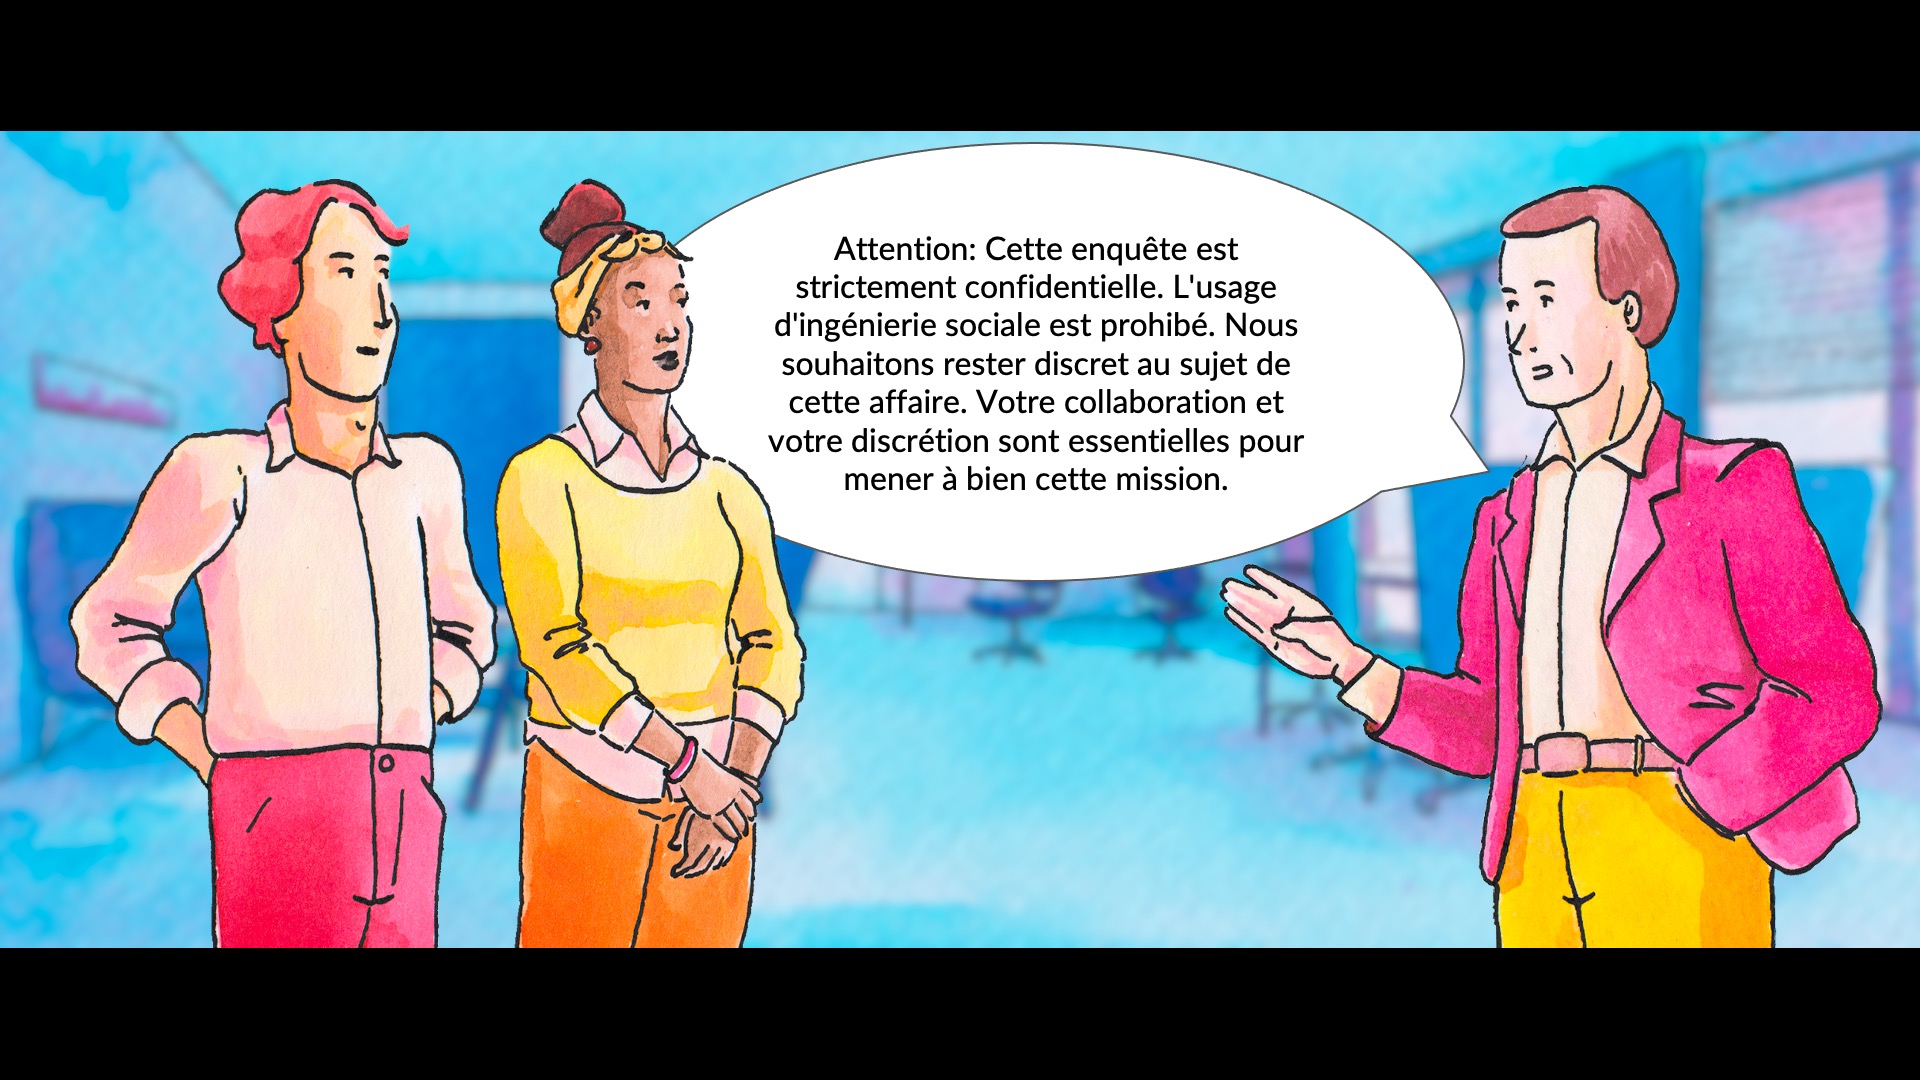 Attention: Cette enquête est
strictement confidentielle. L'usage
d'ingénierie sociale est prohibé. Nous
souhaitons rester discret au sujet de
cette affaire. Votre collaboration et
votre discrétion sont essentielles pour
mener à bien cette mission.